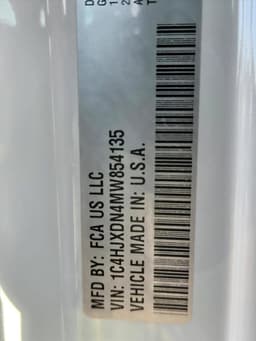 MFD BY: FCA US LLC
VIN: 1C4HJXDN4MW854135
VEHICLE MADE IN: U.S.A.